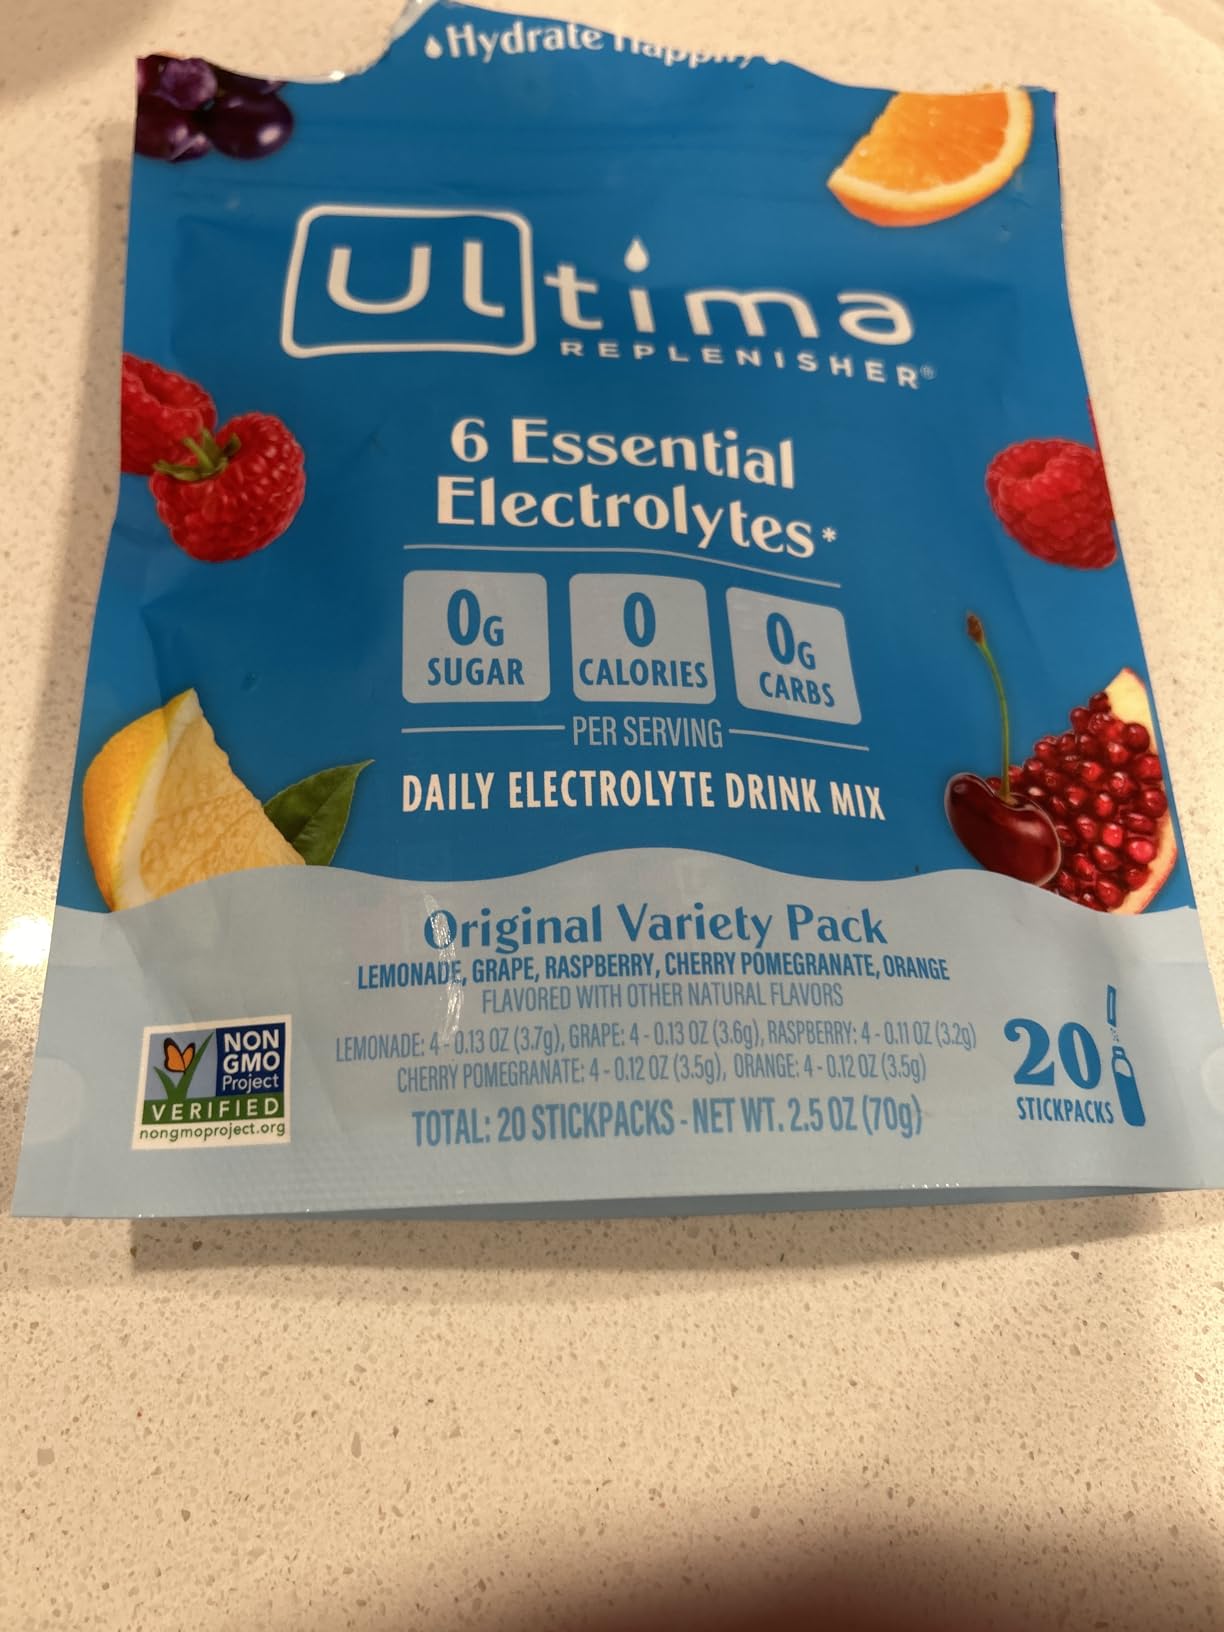 Hydrate Happily
ultima
REPLENISHER®
6 Essential
Electrolytes*
0G
SUGAR
0
CALORIES
0G
CARBS
PER SERVING
DAILY ELECTROLYTE DRINK MIX
Original Variety Pack
LEMONADE, GRAPE, RASPBERRY, CHERRY POMEGRANATE, ORANGE
FLAVORED WITH OTHER NATURAL FLAVORS
LEMONADE: 4 - 0.13 OZ (3.7g), GRAPE: 4 - 0.13 OZ (3.6g), RASPBERRY: 4 - 0.11 OZ (3.2g)
CHERRY POMEGRANATE: 4 - 0.12 OZ (3.5g), ORANGE: 4 - 0.12 OZ (3.5g)
TOTAL: 20 STICKPACKS - NET WT. 2.5 OZ (70g)
NON
GMO
Project
VERIFIED
nongmoproject.org
20
STICKPACKS